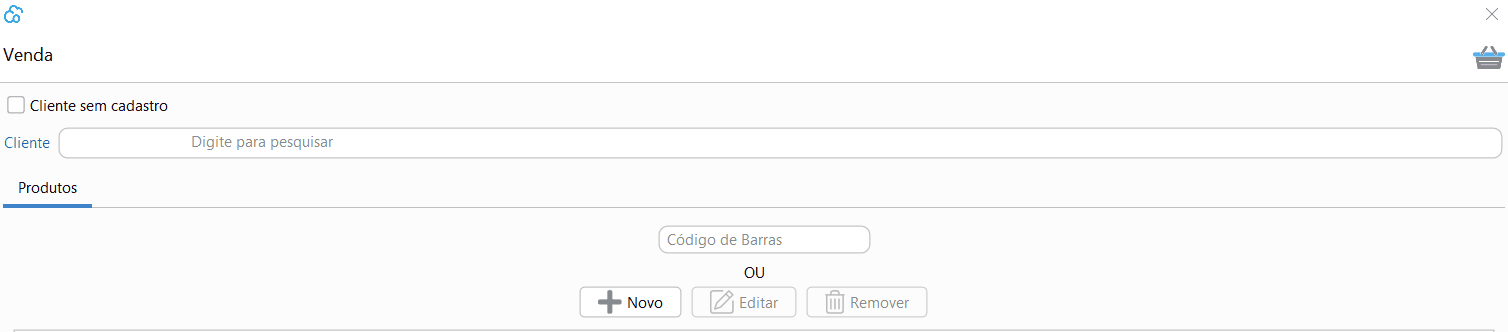 Venda
Cliente sem cadastro
Cliente Digite para pesquisar
Produtos
Código de Barras
OU
Novo Editar Remover